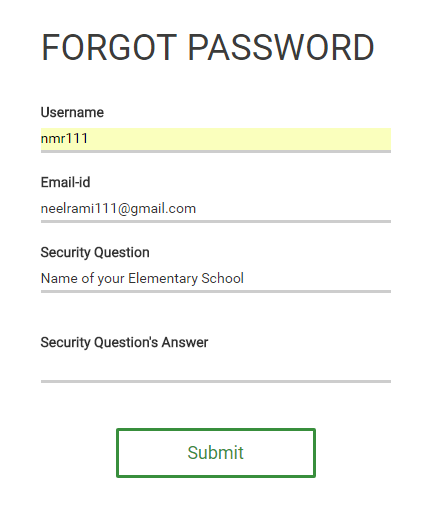 FORGOT PASSWORD
Username
nmr111
Email-id
neelrami111@gmail.com
Security Question
Name of your Elementary School
Security Question's Answer
Submit